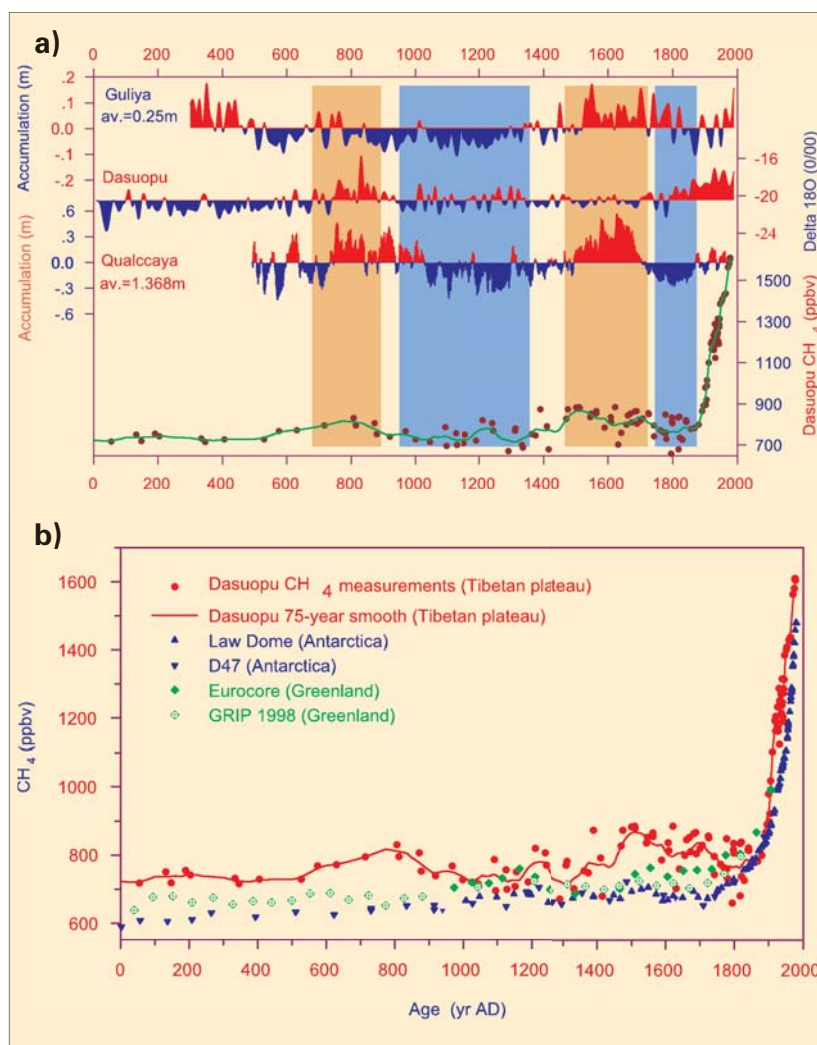 a)
0 200 400 600 800 1000 1200 1400 1600 1800 2000
Accumulation (m)
.2
.1
0.0
-.1
-.2
Guliya
av.=0.25m
Dasuopu
Accumulation (m)
.6
.3
0.0
-.3
-.6
Qualccaya
av.=1.368m
-16
-20
-24
Delta 18O (0/00)
1500
1300
1100
900
700
Dasuopu CH 4 (ppbv)
0 200 400 600 800 1000 1200 1400 1600 1800 2000
b)
1600
1400
1200
1000
800
600
CH4 (ppbv)
Dasuopu CH 4 measurements (Tibetan plateau)
Dasuopu 75-year smooth (Tibetan plateau)
Law Dome (Antarctica)
D47 (Antarctica)
Eurocore (Greenland)
GRIP 1998 (Greenland)
0 200 400 600 800 1000 1200 1400 1600 1800 2000
Age (yr AD)